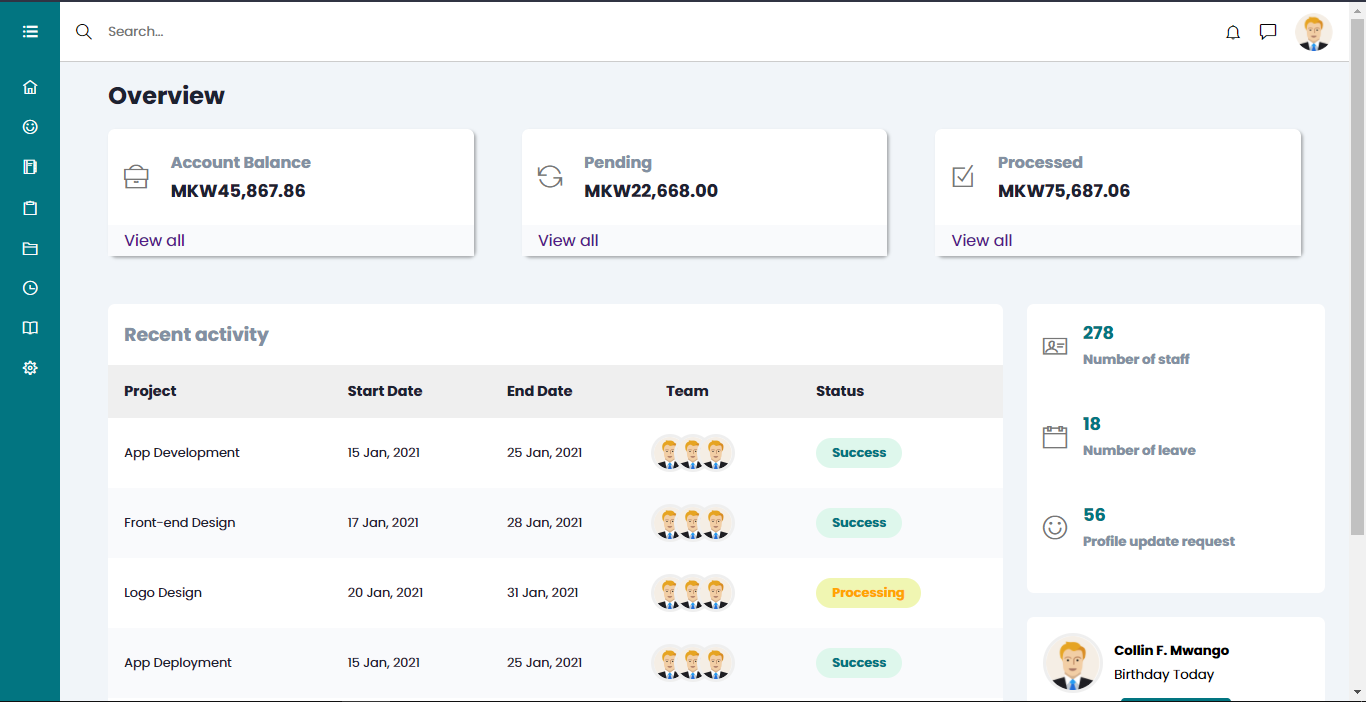 Search...
Overview
Account Balance
MKW45,867.86
View all
Pending
MKW22,668.00
View all
Processed
MKW75,687.06
View all
Recent activity
Project Start Date End Date Team Status
App Development 15 Jan, 2021 25 Jan, 2021 Success
Front-end Design 17 Jan, 2021 28 Jan, 2021 Success
Logo Design 20 Jan, 2021 31 Jan, 2021 Processing
App Deployment 15 Jan, 2021 25 Jan, 2021 Success
278
Number of staff
18
Number of leave
56
Profile update request
Collin F. Mwango
Birthday Today